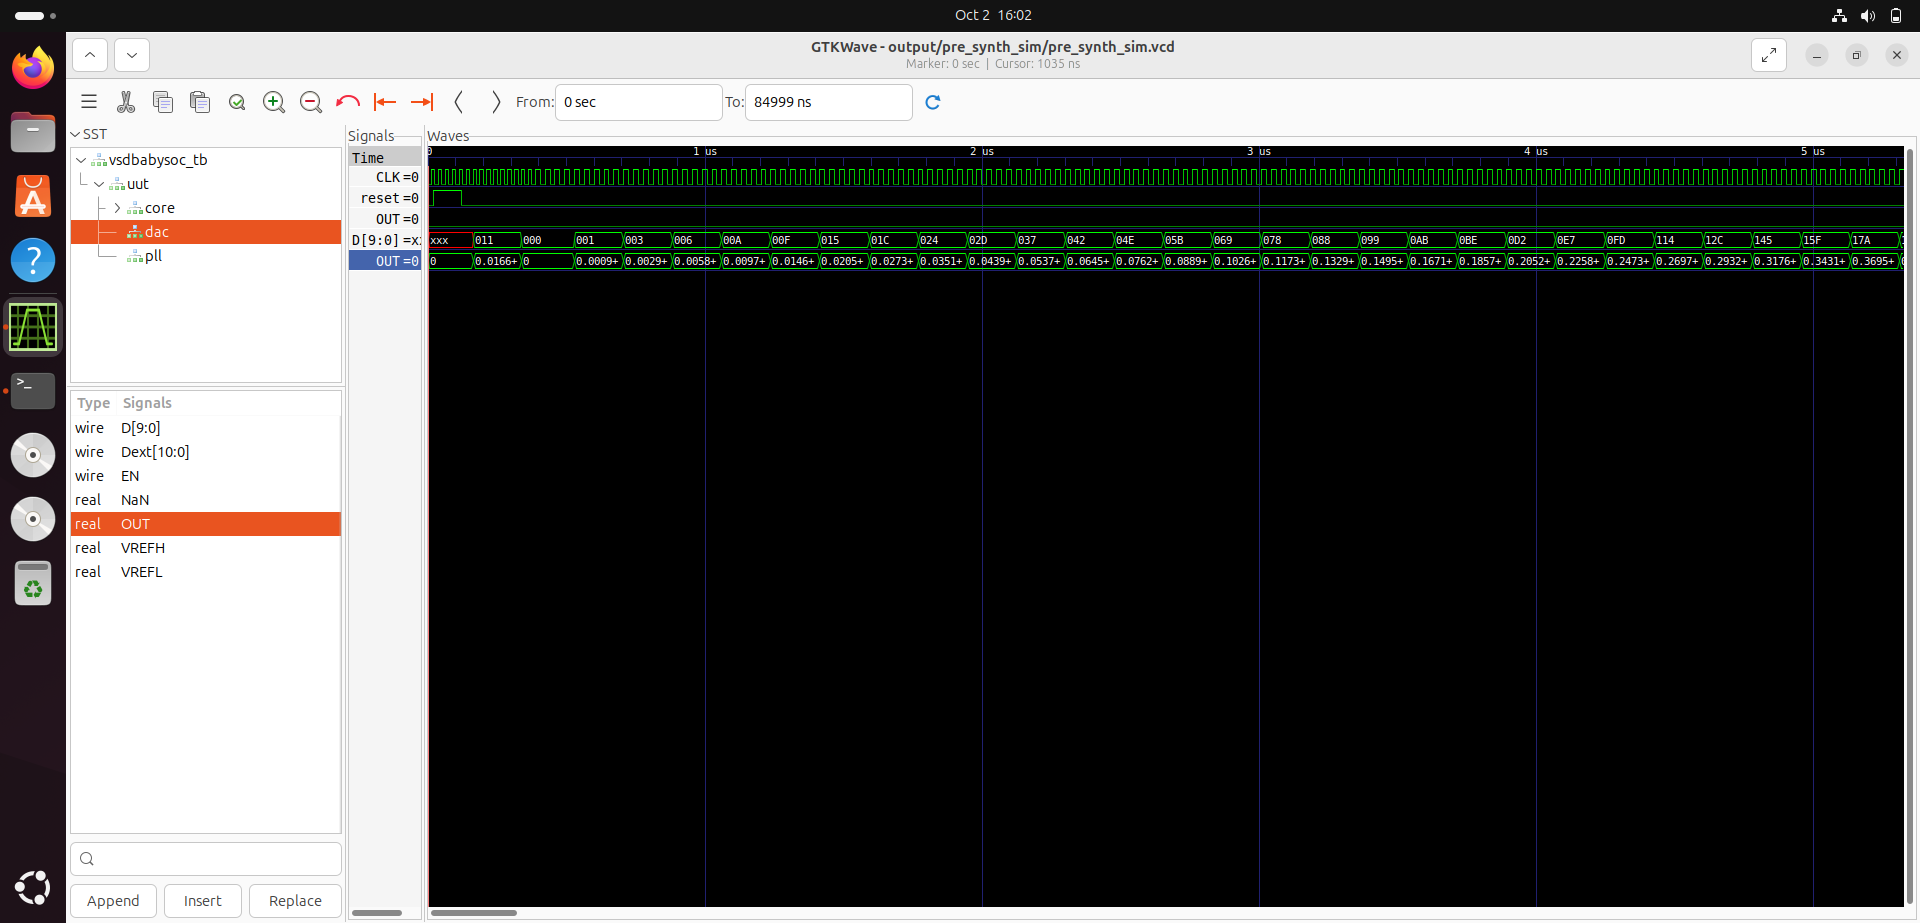 Oct 2 16:02
GTKWave - output/pre_synth_sim/pre_synth_sim.vcd
Marker: 0 sec | Cursor: 1035 ns
From: 0 sec To: 84999 ns
SST
vsdbabysoc_tb
uut
core
dac
pll
Type Signals
wire D[9:0]
wire Dext[10:0]
wire EN
real NaN
real OUT
real VREFH
real VREFL
Append Insert Replace
Signals
Time
CLK =0
reset =0
OUT =0
D[9:0] =x
OUT =0
Waves
0 1 us 2 us 3 us 4 us 5 us
xxx 011 000 001 003 006 00A 00F 015 01C 024 02D 037 042 04E 05B 069 078 088 099 0AB 0BE 0D2 0E7 0FD 114 12C 145 15F 17A
0 0.0166+ 0 0.0009+ 0.0029+ 0.0058+ 0.0097+ 0.0146+ 0.0205+ 0.0273+ 0.0351+ 0.0439+ 0.0537+ 0.0645+ 0.0762+ 0.0889+ 0.1026+ 0.1173+ 0.1329+ 0.1495+ 0.1671+ 0.1857+ 0.2052+ 0.2258+ 0.2473+ 0.2697+ 0.2932+ 0.3176+ 0.3431+ 0.3695+